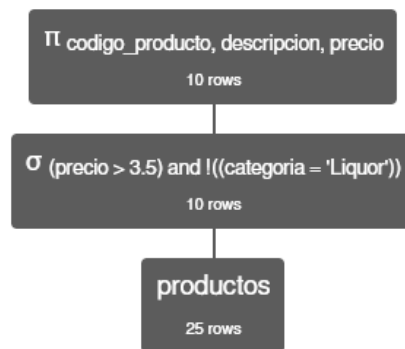 π codigo_producto, descripcion, precio
10 rows
σ (precio > 3.5) and !((categoria = 'Liquor'))
10 rows
productos
25 rows